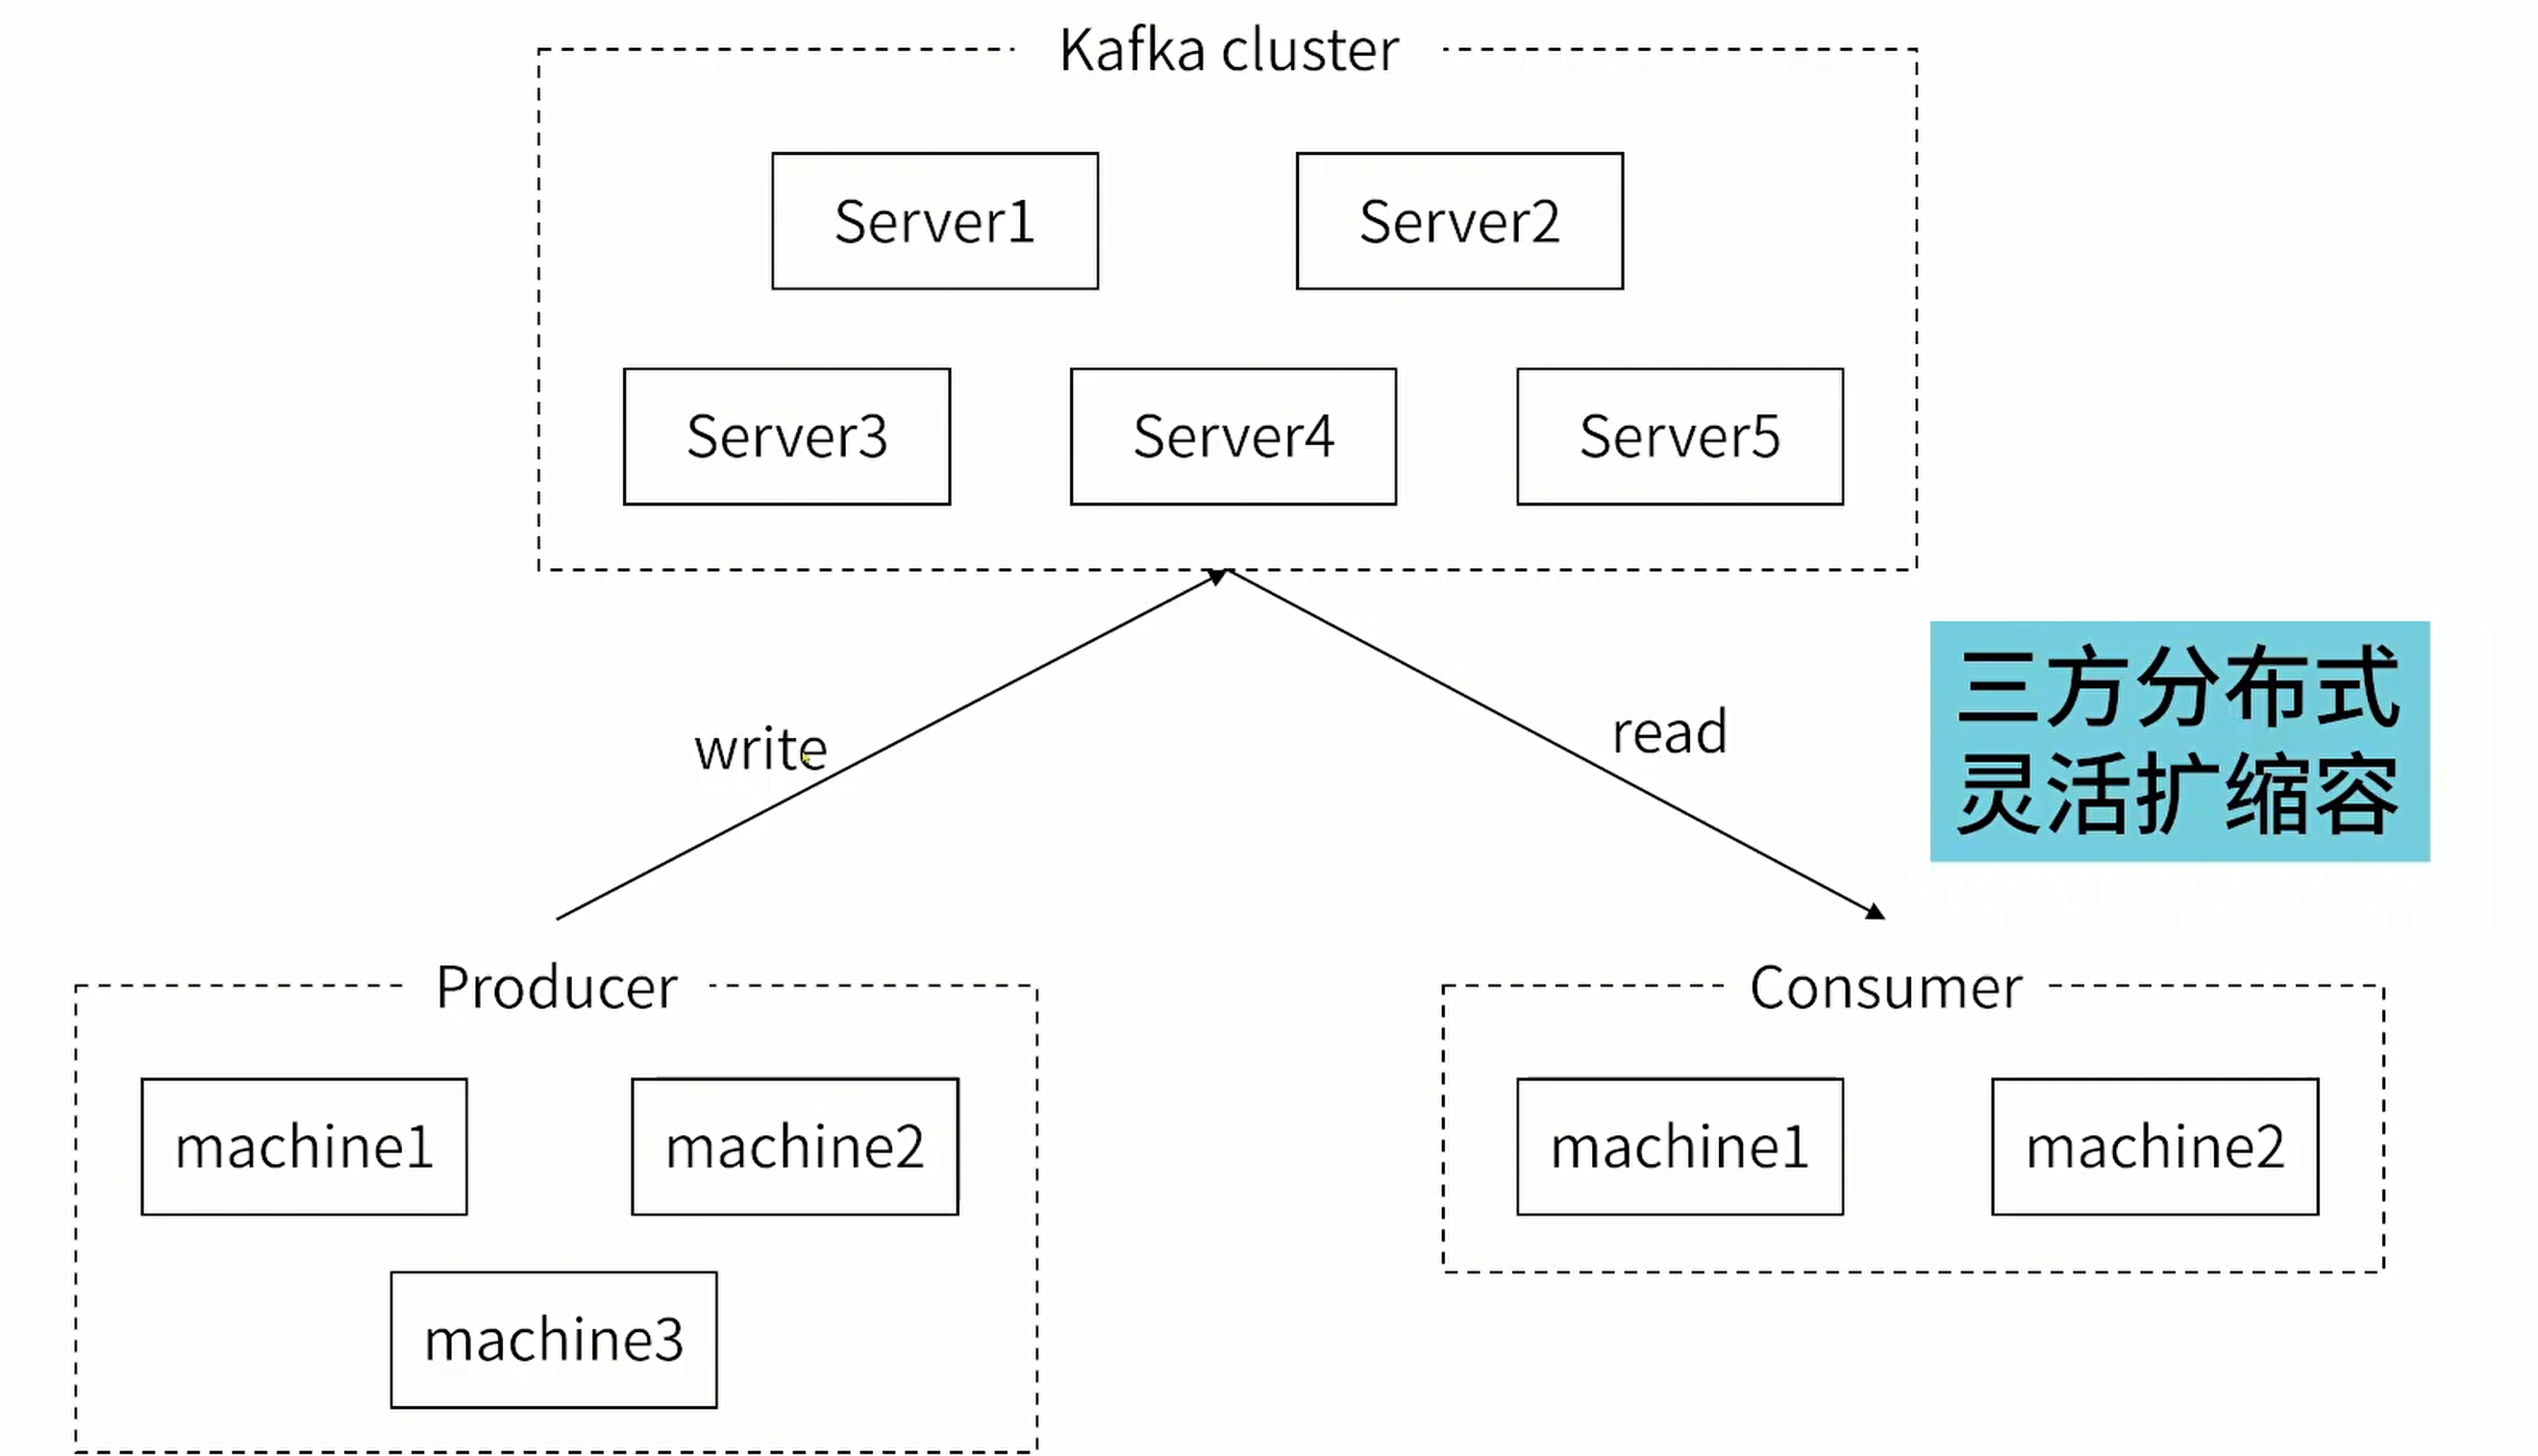 Kafka cluster
Server1
Server2
Server3
Server4
Server5
write
read
三方分布式
灵活扩缩容
Producer
machine1
machine2
machine3
Consumer
machine1
machine2